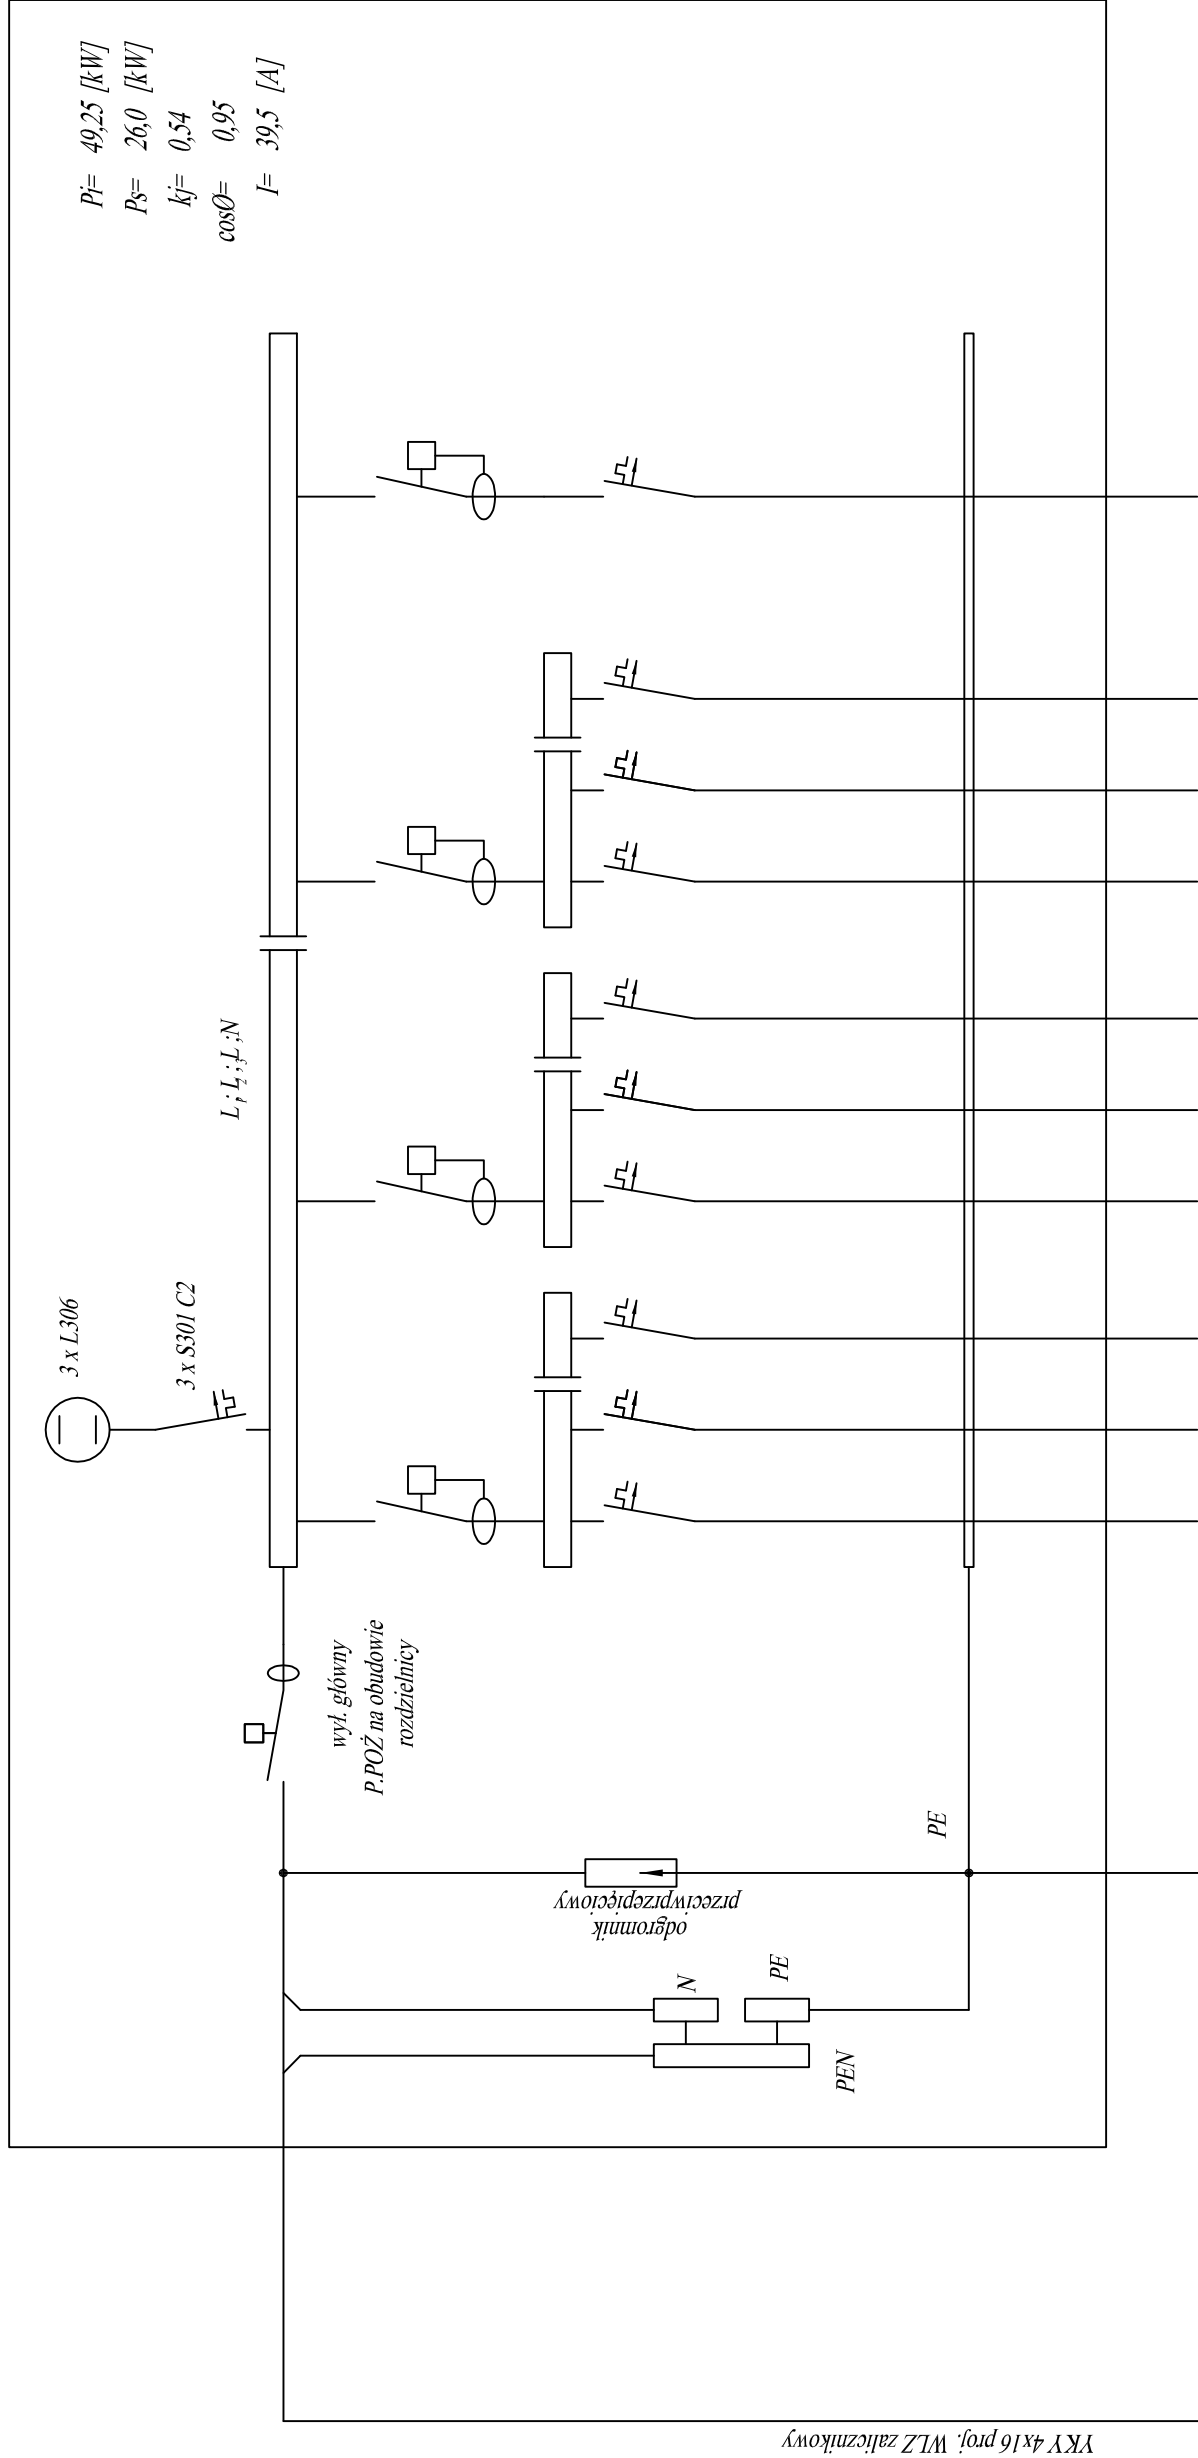 Pi= 49,25 [kW]
Ps= 26,0 [kW]
kj= 0,54
cosØ= 0,95
I= 39,5 [A]
L1;L2;L3;N
3 x L306
3 x S301 C2
wył. główny
P.POŻ na obudowie
rozdzielnicy
PE
odgromnik
przeciwprzepięciowy
N
PE
PEN
YKY 4x16 proj. WLZ zalicznikowy